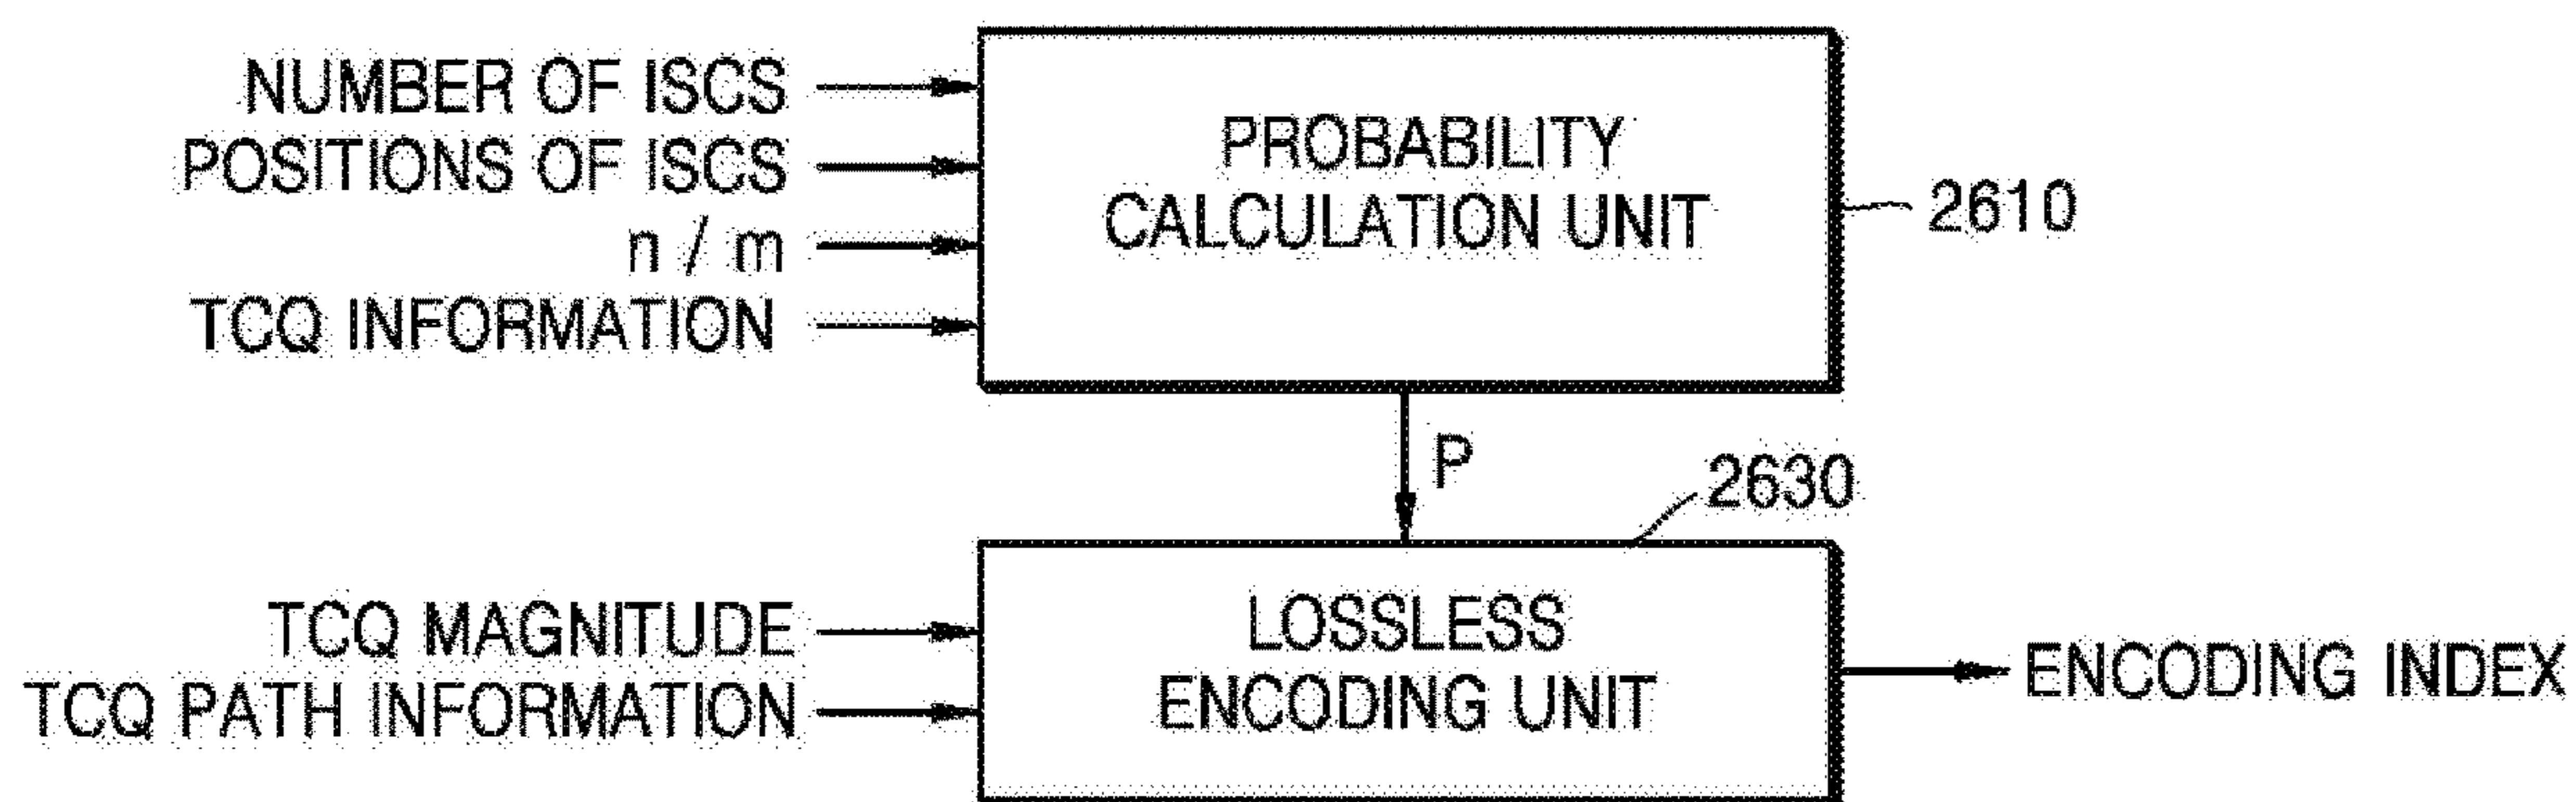 NUMBER OF ISCS
POSITIONS OF ISCS
n / m
TCQ INFORMATION
PROBABILITY
CALCULATION UNIT
2610
P
2630
TCQ MAGNITUDE
TCQ PATH INFORMATION
LOSSLESS
ENCODING UNIT
ENCODING INDEX